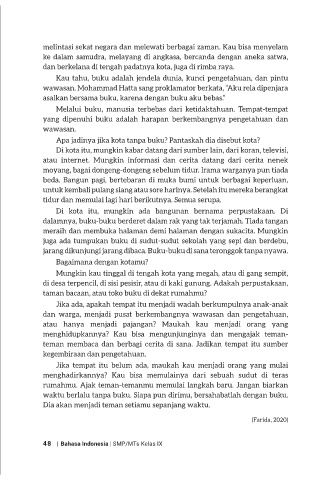 melintasi sekat negara dan melewati berbagai zaman. Kau bisa menyelam
ke dalam samudra, melayang di angkasa, bercanda dengan aneka satwa,
dan berkelana di tengah padatnya kota, juga di rimba raya.
Kau tahu, buku adalah jendela dunia, kunci pengetahuan, dan pintu
wawasan. Mohammad Hatta sang proklamator berkata, "Aku rela dipenjara
asalkan bersama buku, karena dengan buku aku bebas."
Melalui buku, manusia terbebas dari ketidaktahuan. Tempat-tempat
yang dipenuhi buku adalah harapan berkembangnya pengetahuan dan
wawasan.
Apa jadinya jika kota tanpa buku? Pantaskah dia disebut kota?
Di kota itu, mungkin kabar datang dari sumber lain, dari koran, televisi,
atau internet. Mungkin informasi dan cerita datang dari cerita nenek
moyang, bagai dongeng-dongeng sebelum tidur. Irama warganya pun tiada
beda. Bangun pagi, bertebaran di muka bumi untuk berbagai keperluan,
untuk kembali pulang siang atau sore harinya. Setelah itu mereka berangkat
tidur dan memulai lagi hari berikutnya. Semua serupa.
Di kota itu, mungkin ada bangunan bernama perpustakaan. Di
dalamnya, buku-buku berderet dalam rak yang tak terjamah. Tiada tangan
meraih dan membuka halaman demi halaman dengan sukacita. Mungkin
juga ada tumpukan buku di sudut-sudut sekolah yang sepi dan berdebu,
jarang dikunjungi jarang dibaca. Buku-buku di sana teronggok tanpa nyawa.
Bagaimana dengan kotamu?
Mungkin kau tinggal di tengah kota yang megah, atau di gang sempit,
di desa terpencil, di sisi pesisir, atau di kaki gunung. Adakah perpustakaan,
taman bacaan, atau toko buku di dekat rumahmu?
Jika ada, apakah tempat itu menjadi wadah berkumpulnya anak-anak
dan warga, menjadi pusat berkembangnya wawasan dan pengetahuan,
atau hanya menjadi pajangan? Maukah kau menjadi orang yang
menghidupkannya? Kau bisa mengunjunginya dan mengajak teman-
teman membaca dan berbagi cerita di sana. Jadikan tempat itu sumber
kegembiraan dan pengetahuan.
Jika tempat itu belum ada, maukah kau menjadi orang yang mulai
menghadirkannya? Kau bisa memulainya dari sebuah sudut di teras
rumahmu. Ajak teman-temanmu memulai langkah baru. Jangan biarkan
waktu berlalu tanpa buku. Siapa pun dirimu, bersahabatlah dengan buku.
Dia akan menjadi teman setiamu sepanjang waktu.
(Farida, 2020)
48 | Bahasa Indonesia | SMP/MTs Kelas IX